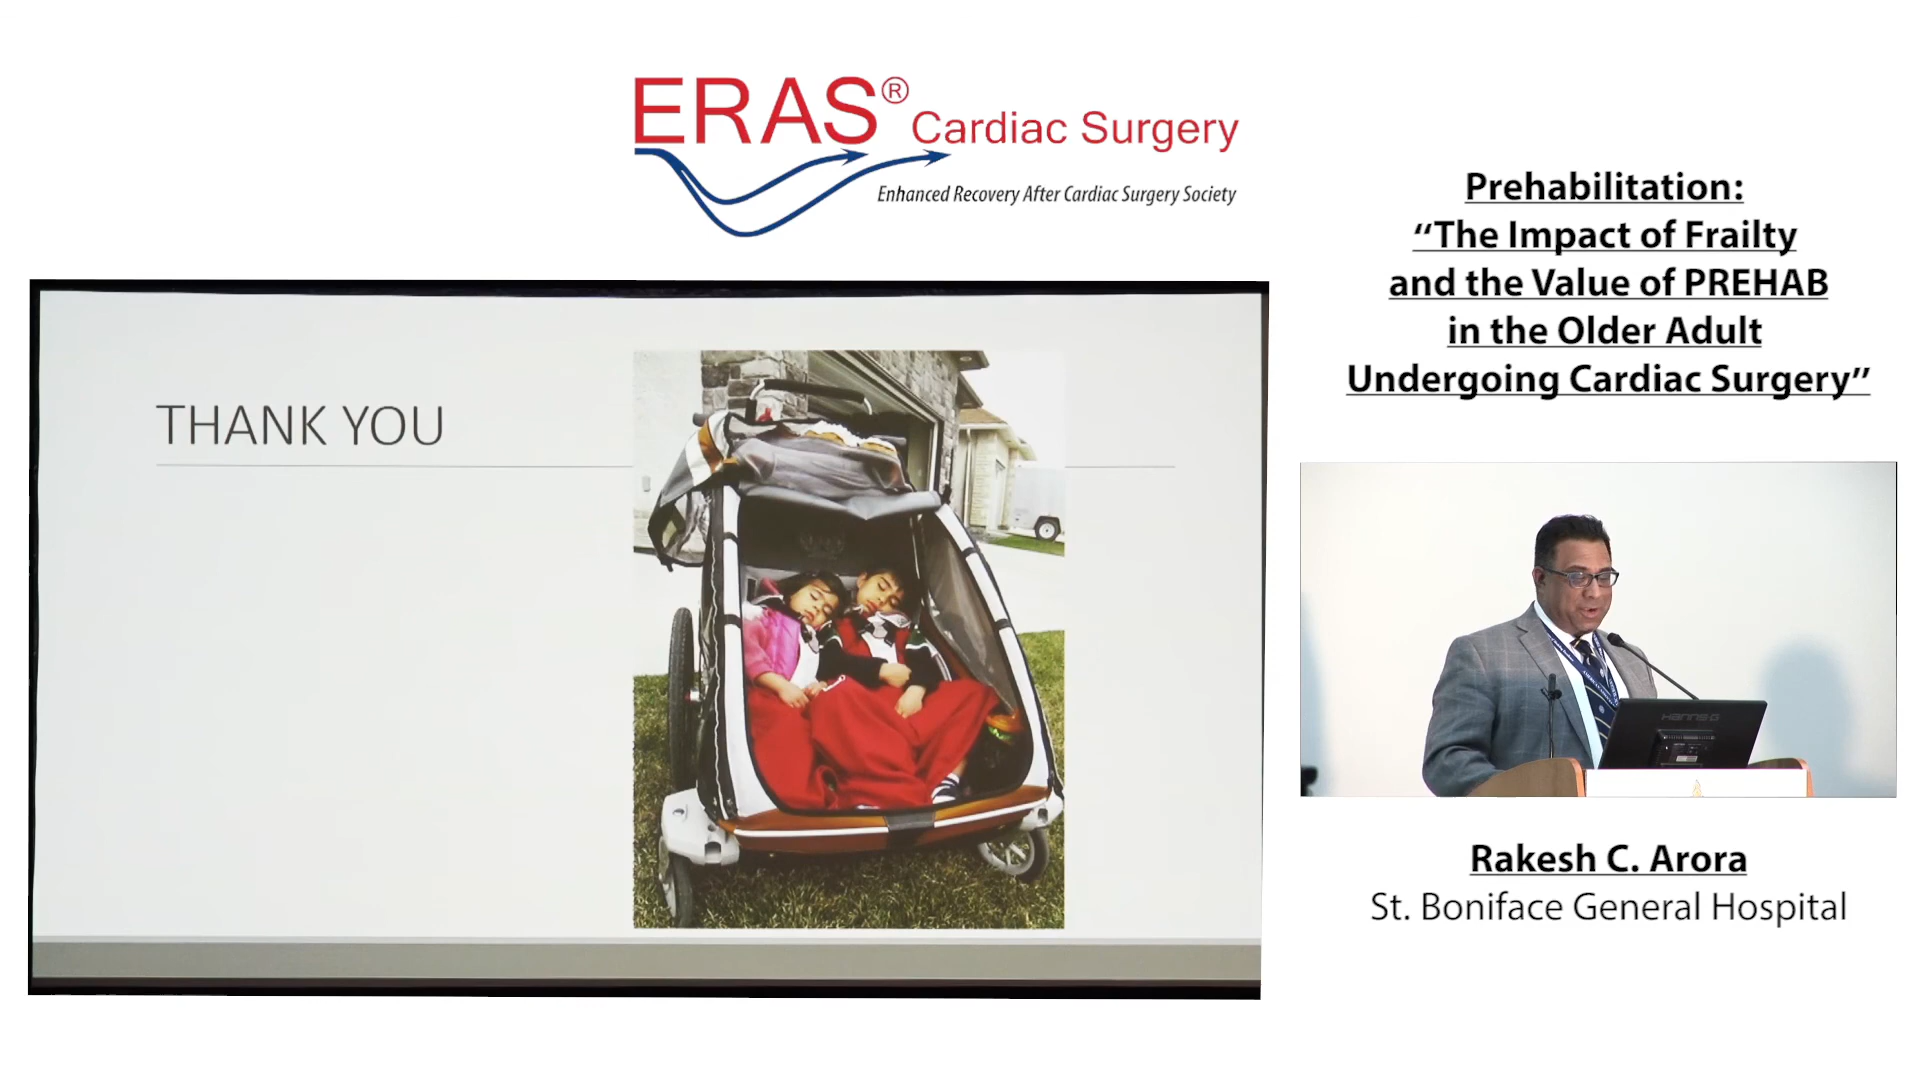 ERAS® Cardiac Surgery
Enhanced Recovery After Cardiac Surgery Society
THANK YOU
Prehabilitation:
“The Impact of Frailty
and the Value of PREHAB
in the Older Adult
Undergoing Cardiac Surgery”
HANNS-G
Rakesh C. Arora
St. Boniface General Hospital